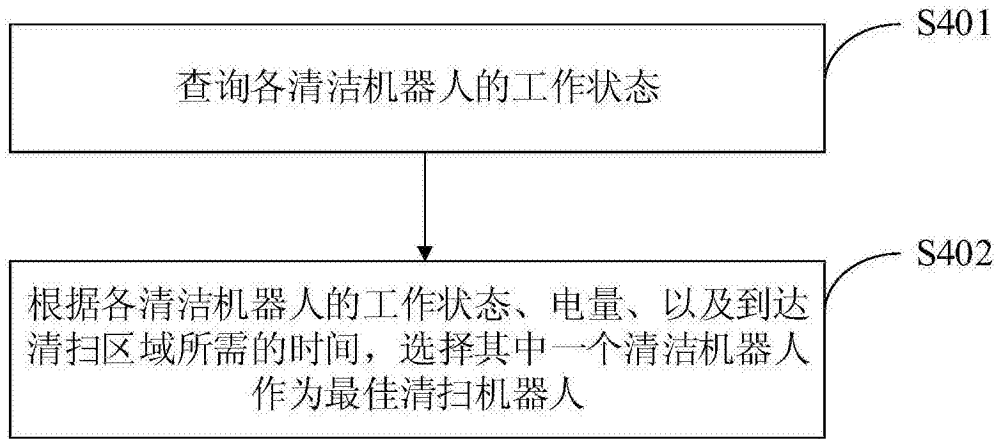 S401
查询各清洁机器人的工作状态
S402
根据各清洁机器人的工作状态、电量、以及到达
清扫区域所需的时间，选择其中一个清洁机器人
作为最佳清扫机器人